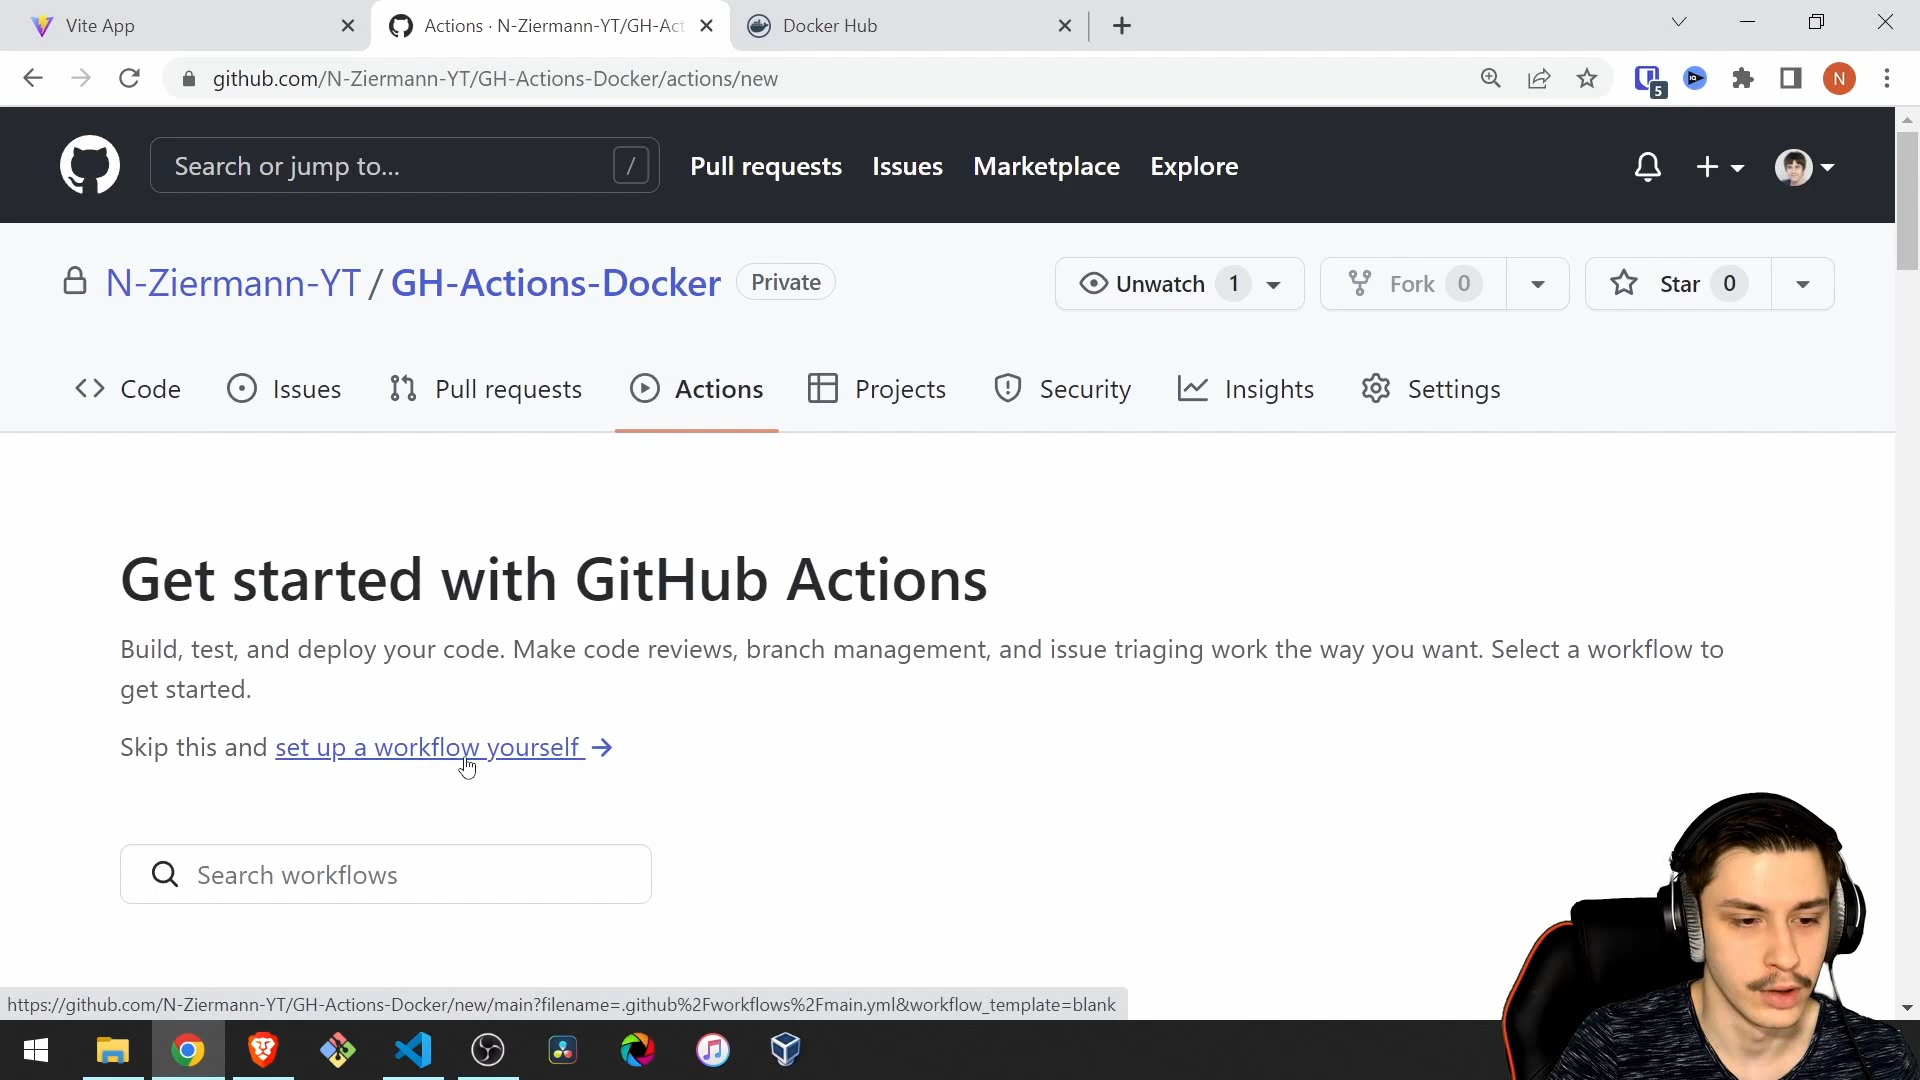 Vite App
Actions · N-Ziermann-YT/GH-Act
Docker Hub
github.com/N-Ziermann-YT/GH-Actions-Docker/actions/new
5
N
Search or jump to...
/
Pull requests
Issues
Marketplace
Explore
N-Ziermann-YT / GH-Actions-Docker
Private
Unwatch 1
Fork 0
Star 0
Code
Issues
Pull requests
Actions
Projects
Security
Insights
Settings
Get started with GitHub Actions
Build, test, and deploy your code. Make code reviews, branch management, and issue triaging work the way you want. Select a workflow to
get started.
Skip this and set up a workflow yourself →
Search workflows
https://github.com/N-Ziermann-YT/GH-Actions-Docker/new/main?filename=.github%2Fworkflows%2Fmain.yml&workflow_template=blank